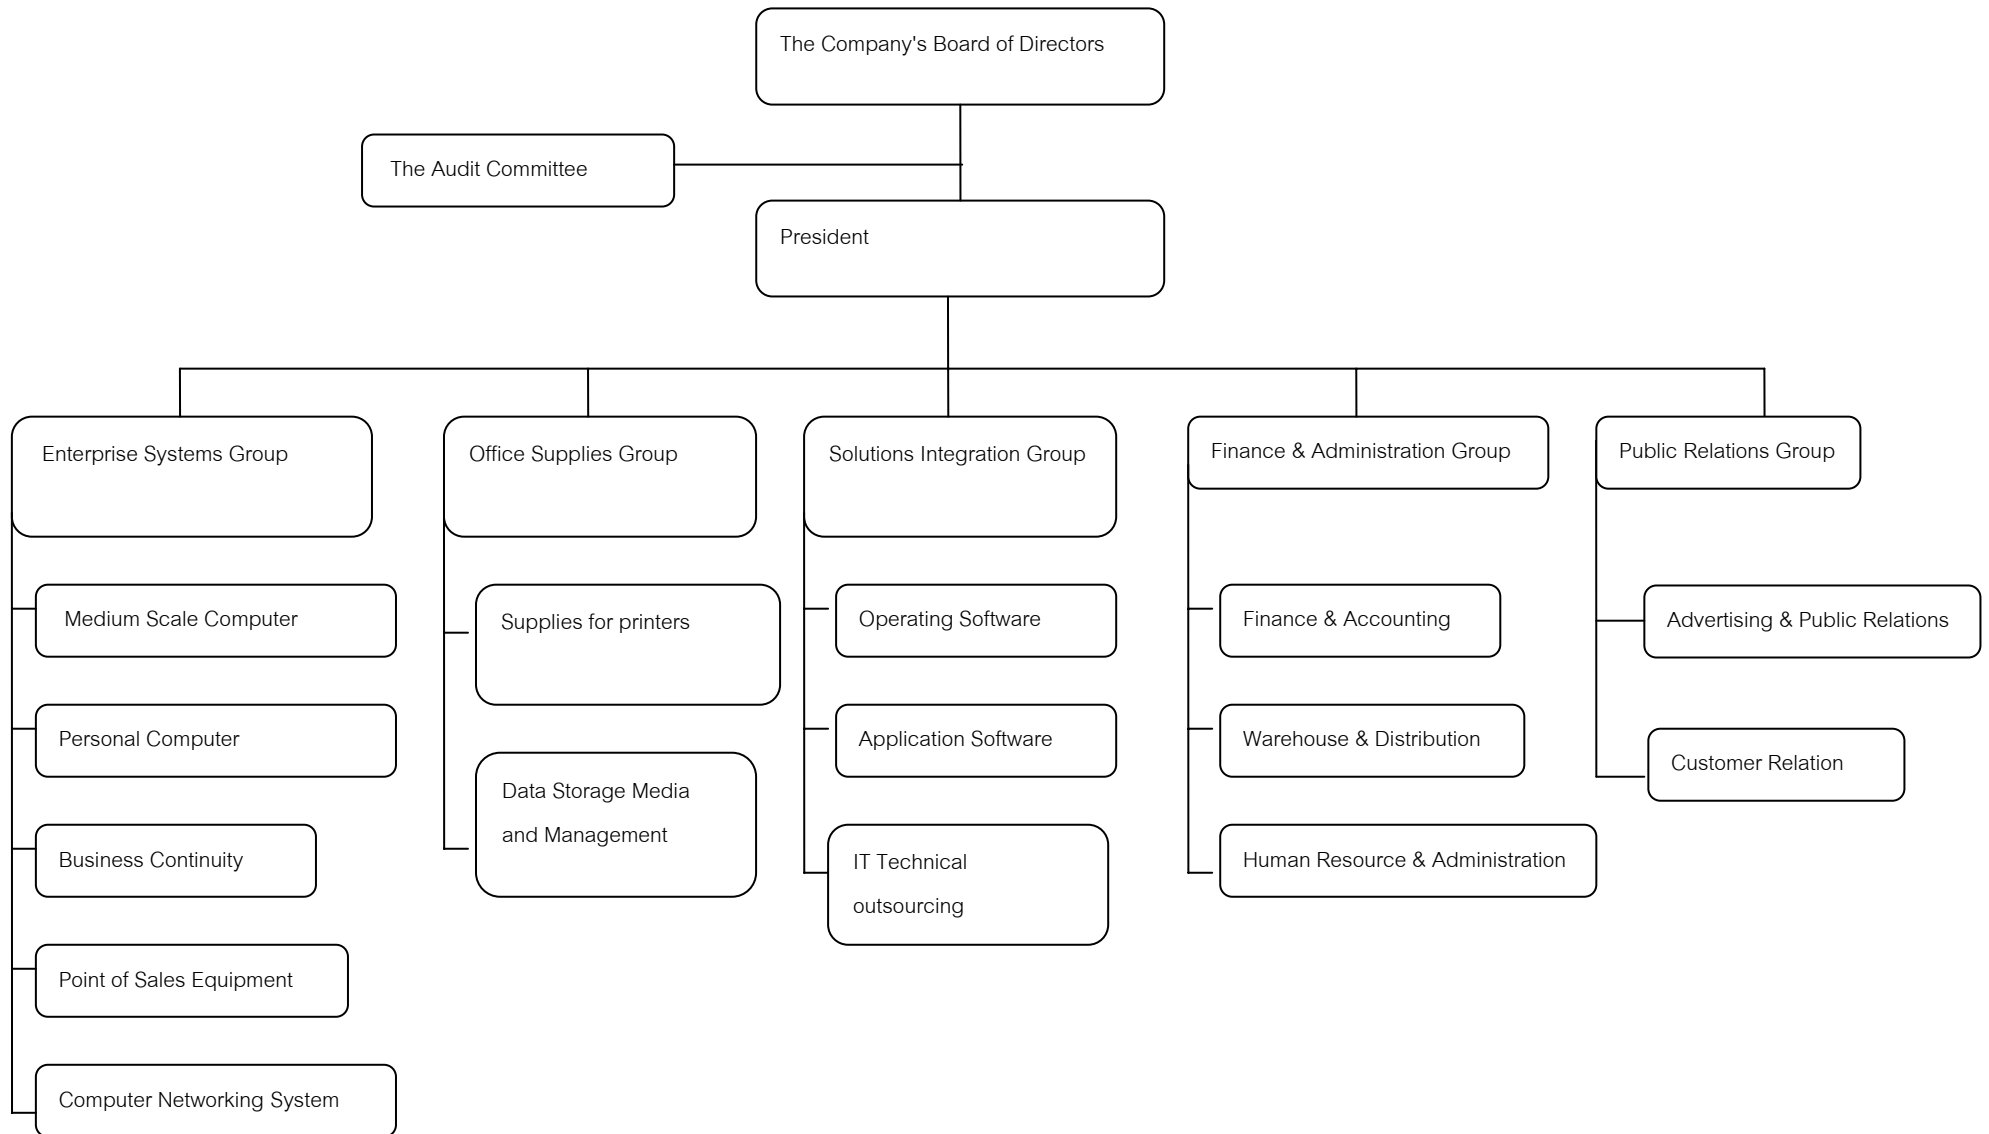 The Company's Board of Directors
The Audit Committee
President
Enterprise Systems Group
Office Supplies Group
Solutions Integration Group
Finance & Administration Group
Public Relations Group
Medium Scale Computer
Personal Computer
Business Continuity
Point of Sales Equipment
Computer Networking System
Supplies for printers
Data Storage Media
and Management
Operating Software
Application Software
IT Technical
outsourcing
Finance & Accounting
Warehouse & Distribution
Human Resource & Administration
Advertising & Public Relations
Customer Relation